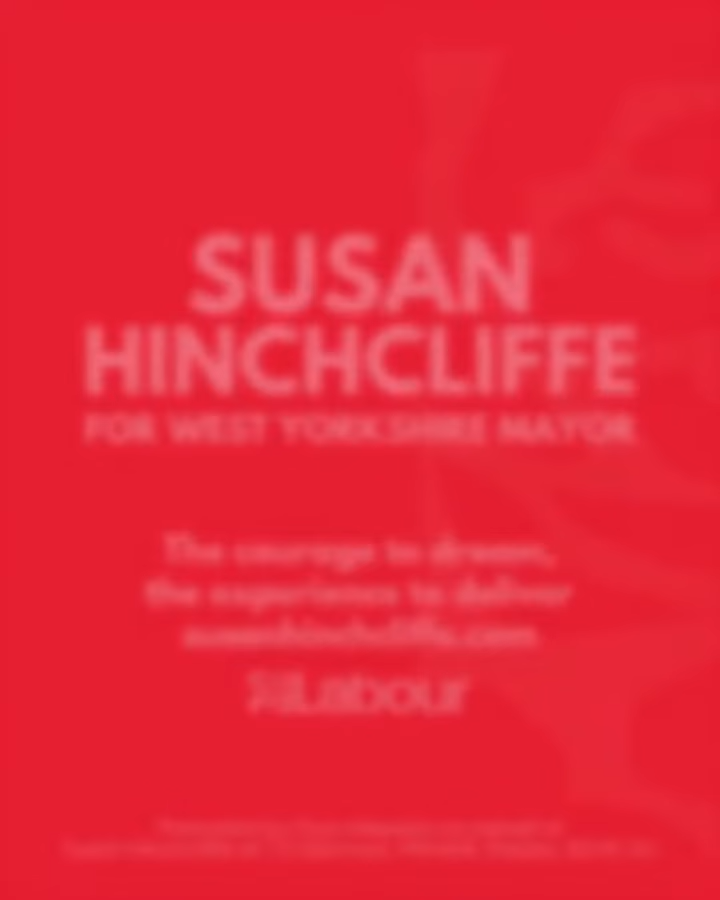 SUSAN
HINCHCLIFFE
FOR WEST YORKSHIRE MAYOR
The courage to dream,
the experience to deliver
susanhinchcliffe.com
Labour